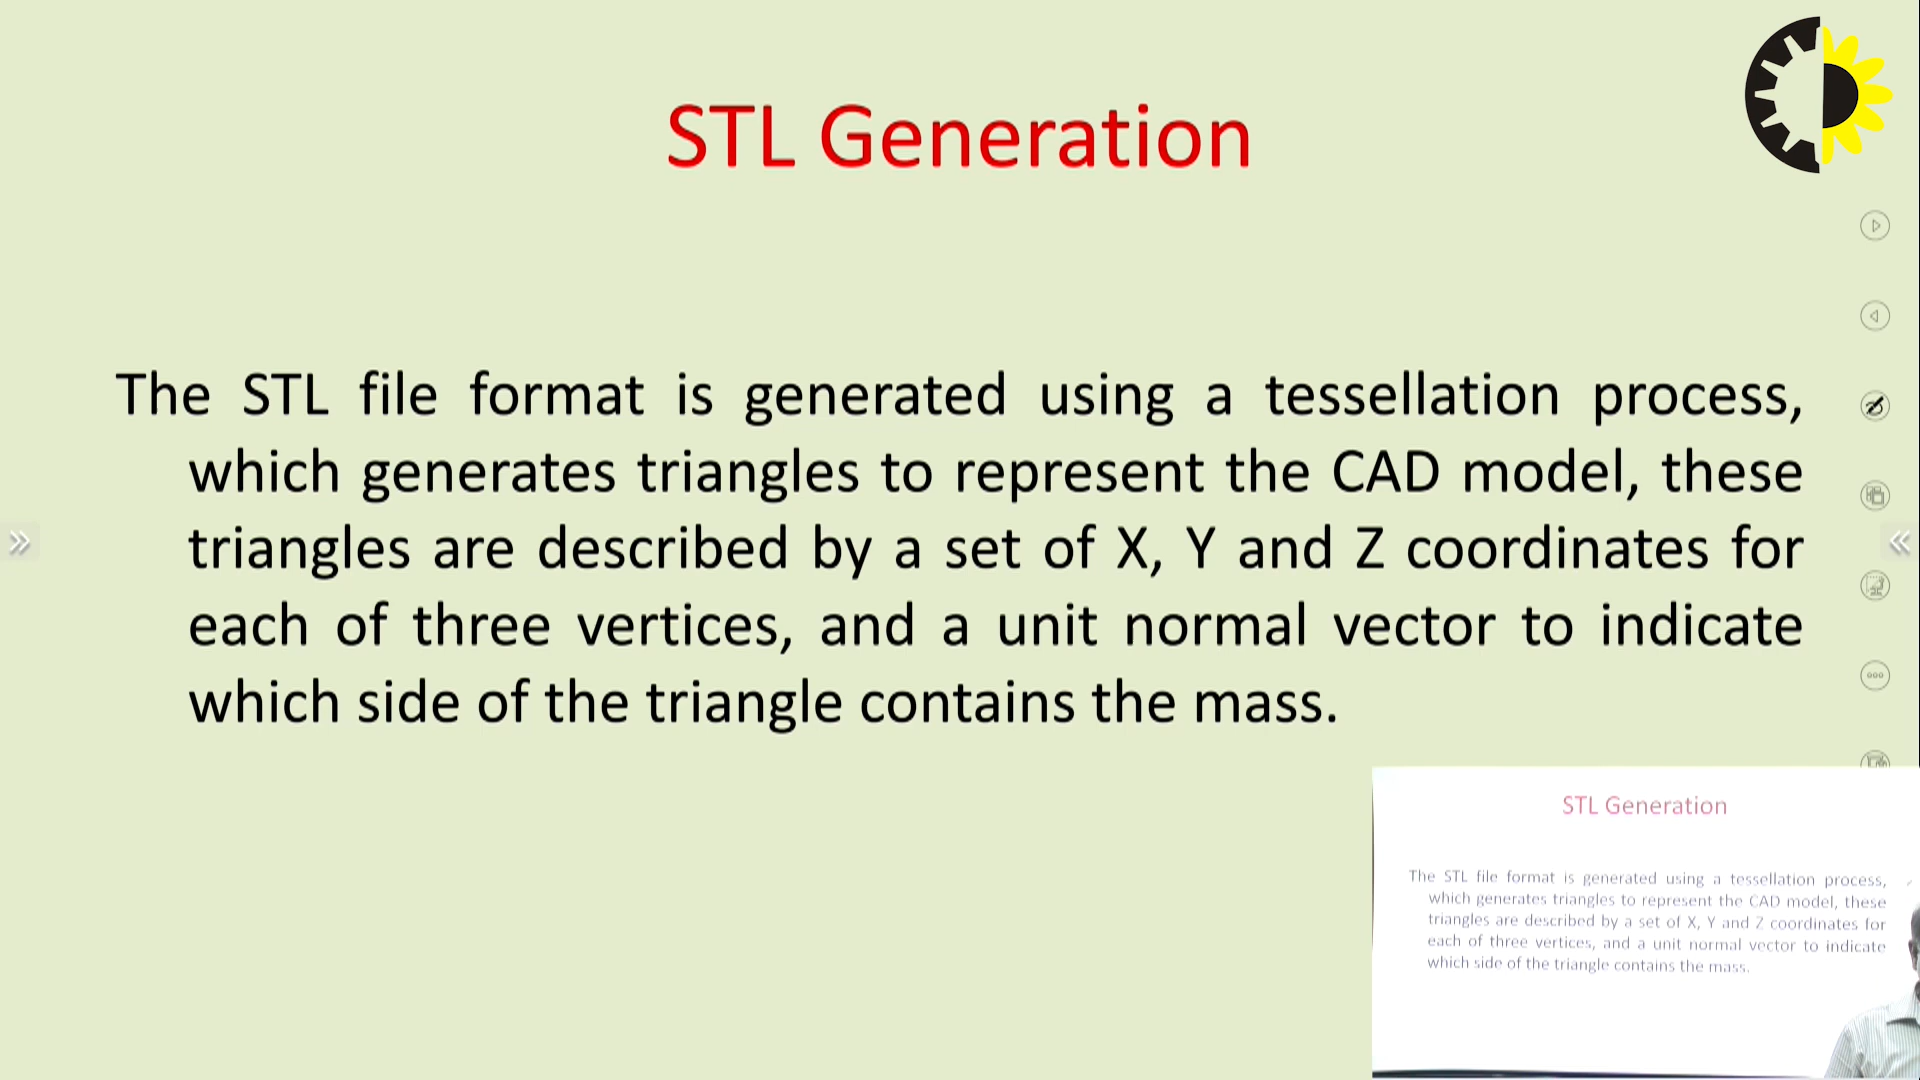 STL Generation
The STL file format is generated using a tessellation process,
which generates triangles to represent the CAD model, these
triangles are described by a set of X, Y and Z coordinates for
each of three vertices, and a unit normal vector to indicate
which side of the triangle contains the mass.
STL Generation
The STL file format is generated using a tessellation process,
which generates triangles to represent the CAD model, these
triangles are described by a set of X, Y and Z coordinates for
each of three vertices, and a unit normal vector to indicate
which side of the triangle contains the mass.